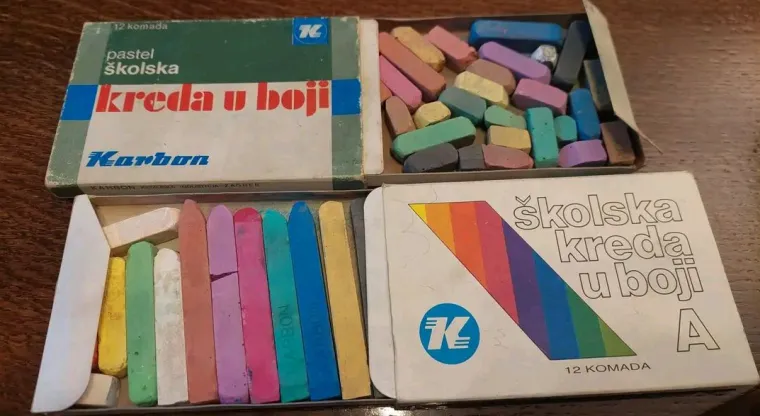 12 komada
K
pastel
školska
kreda u boji
Karbon
školska
kreda
u boji
A
K
12 KOMADA